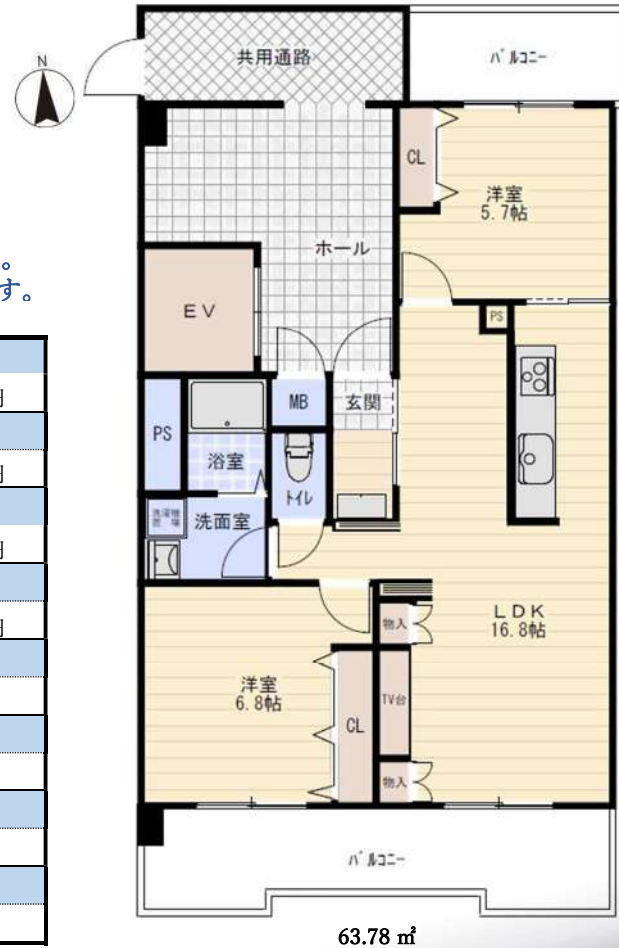 共用通路
バルコニー
N
CL
洋室
5.7帖
ホール
。
す。
EV
PS
MB
玄関
PS
浴室
トイレ
洗濯機
置場
洗面室
LDK
16.8帖
物入
洋室
6.8帖
TV台
CL
物入
バルコニー
63.78 ㎡